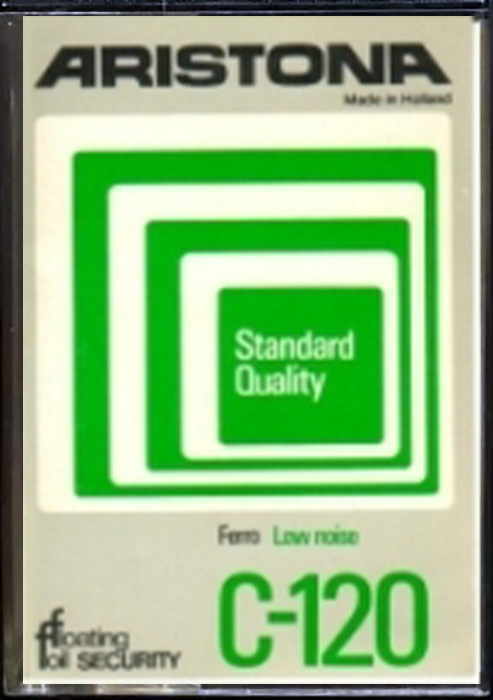 ARISTONA
Made in Holland
Standard
Quality
Ferro Low noise
C-120
floating
foil SECURITY